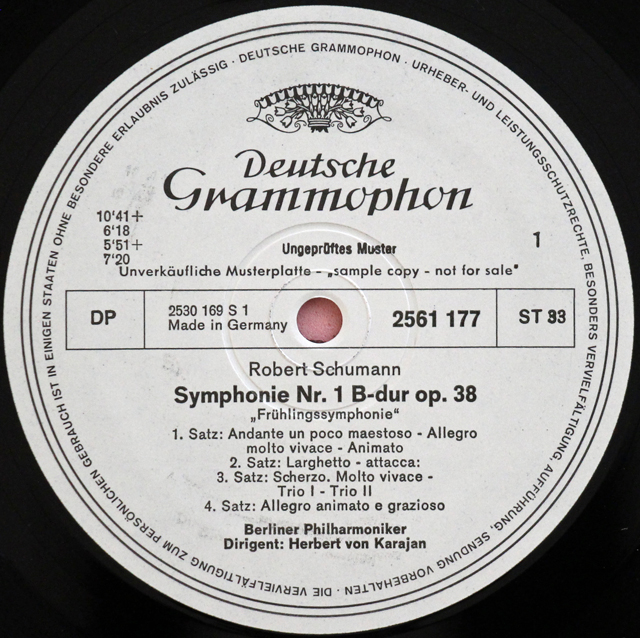 DIE VERVIELFÄLTIGUNG ZUM PERSÖNLICHEN GEBRAUCH IST IN EINIGEN STAATEN OHNE BESONDERE ERLAUBNIS ZULÄSSIG · DEUTSCHE GRAMMOPHON · URHEBER- UND LEISTUNGSSCHUTZRECHTE, BESONDERS VERVIELFÄLTIGUNG, AUFFÜHRUNG, SENDUNG VORBEHALTEN ·
Deutsche
Grammophon
10'41+
6'18
5'51+
7'20
Ungeprüftes Muster
1
Unverkäufliche Musterplatte - „sample copy - not for sale"
DP
2530 169 S 1
Made in Germany
2561 177
ST 33
Robert Schumann
Symphonie Nr. 1 B-dur op. 38
„Frühlingssymphonie"
1. Satz: Andante un poco maestoso - Allegro
molto vivace - Animato
2. Satz: Larghetto - attacca:
3. Satz: Scherzo. Molto vivace -
Trio I - Trio II
4. Satz: Allegro animato e grazioso
Berliner Philharmoniker
Dirigent: Herbert von Karajan